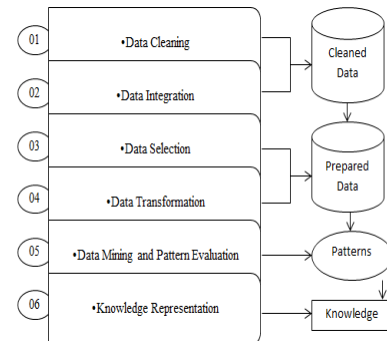 01
•Data Cleaning
Cleaned
Data
02
•Data Integration
03
•Data Selection
Prepared
Data
04
•Data Transformation
05
•Data Mining and Pattern Evaluation
Patterns
06
•Knowledge Representation
Knowledge